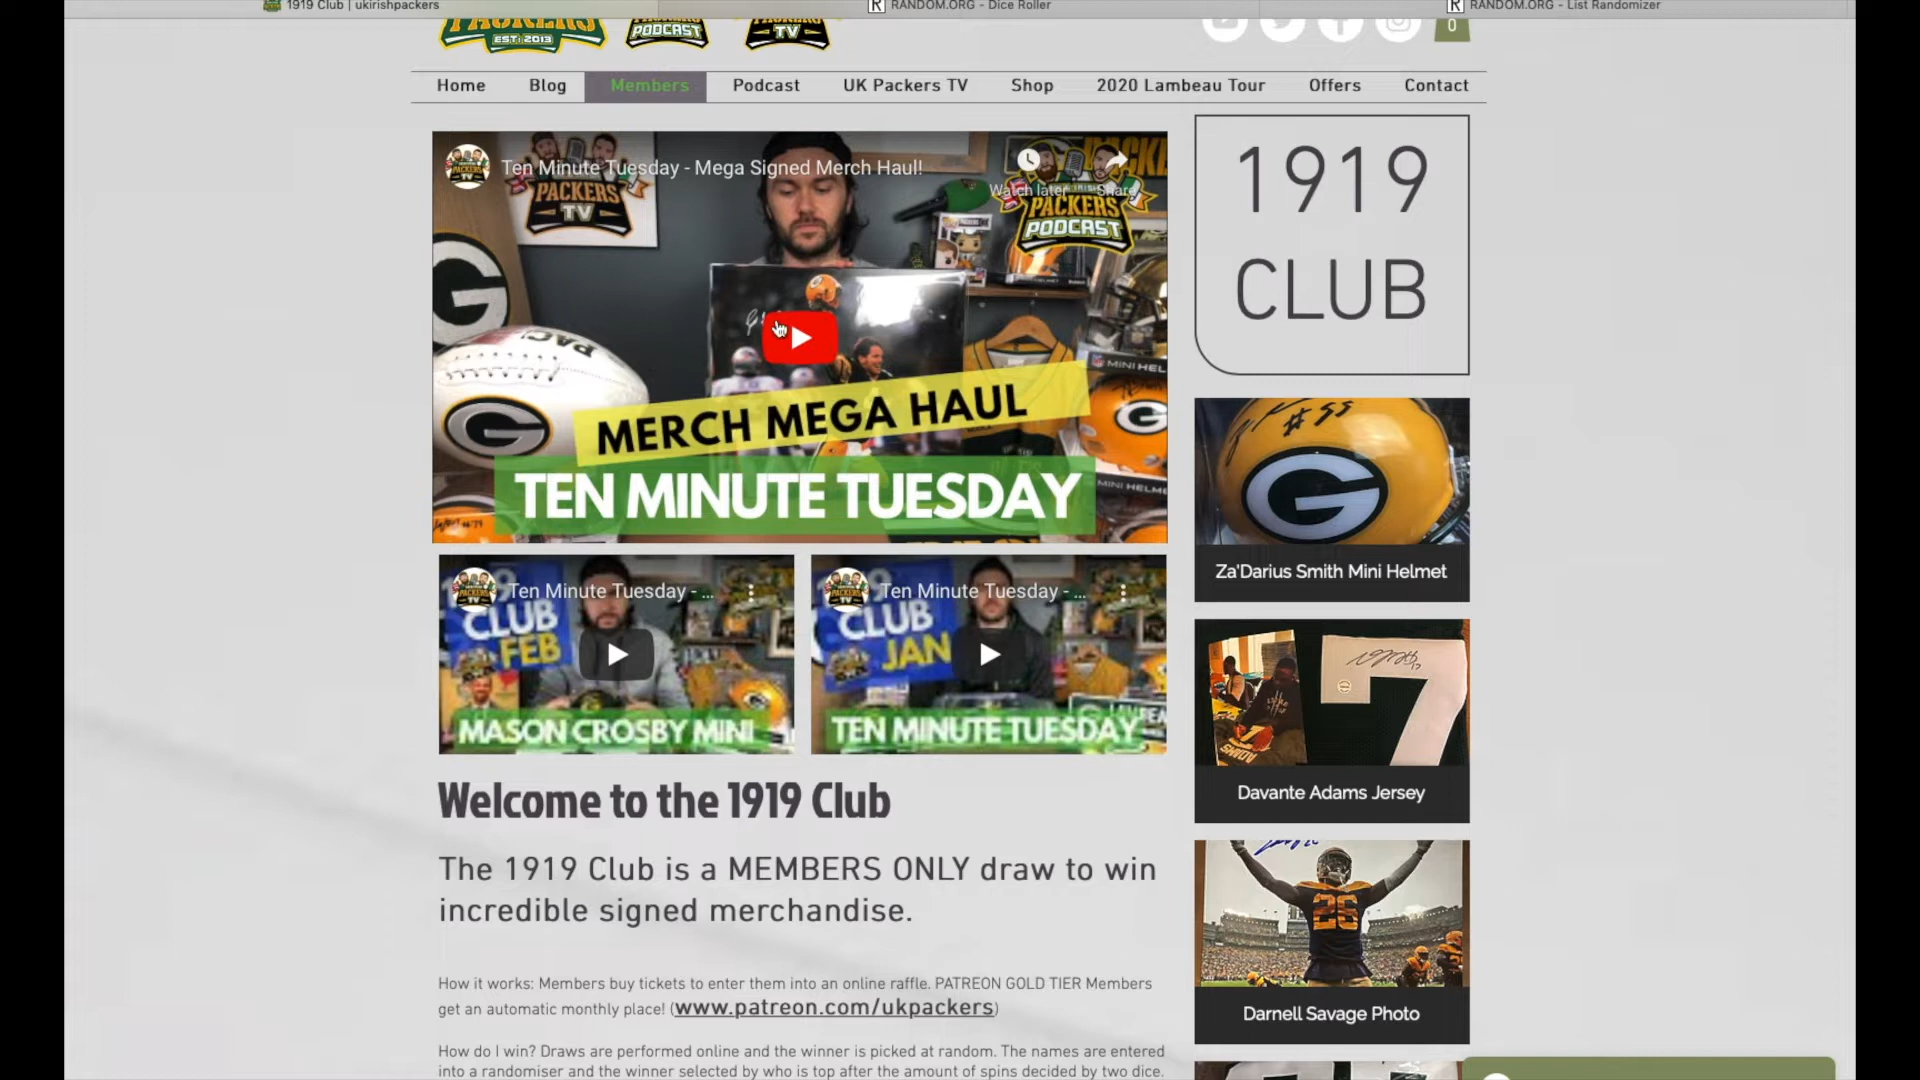 1919 Club | ukirishpackers
RANDOM.ORG - Dice Roller
RANDOM.ORG - List Randomizer
PACKERS
EST: 2013
PODCAST
TV
0
Home
Blog
Members
Podcast
UK Packers TV
Shop
2020 Lambeau Tour
Offers
Contact
Ten Minute Tuesday - Mega Signed Merch Haul!
Watch later
Share
PACKERS
TV
PACKERS
PODCAST
MINI HEL
MERCH MEGA HAUL
MINI HELM
TEN MINUTE TUESDAY
1919
CLUB
#55
Za'Darius Smith Mini Helmet
Ten Minute Tuesday - ...
CLUB
FEB
MASON CROSBY MINI
Ten Minute Tuesday - ...
CLUB
JAN
TEN MINUTE TUESDAY
7
Davante Adams Jersey
26
Darnell Savage Photo
Welcome to the 1919 Club
The 1919 Club is a MEMBERS ONLY draw to win
incredible signed merchandise.
How it works: Members buy tickets to enter them into an online raffle. PATREON GOLD TIER Members
get an automatic monthly place! (www.patreon.com/ukpackers)
How do I win? Draws are performed online and the winner is picked at random. The names are entered
into a randomiser and the winner selected by who is top after the amount of spins decided by two dice.